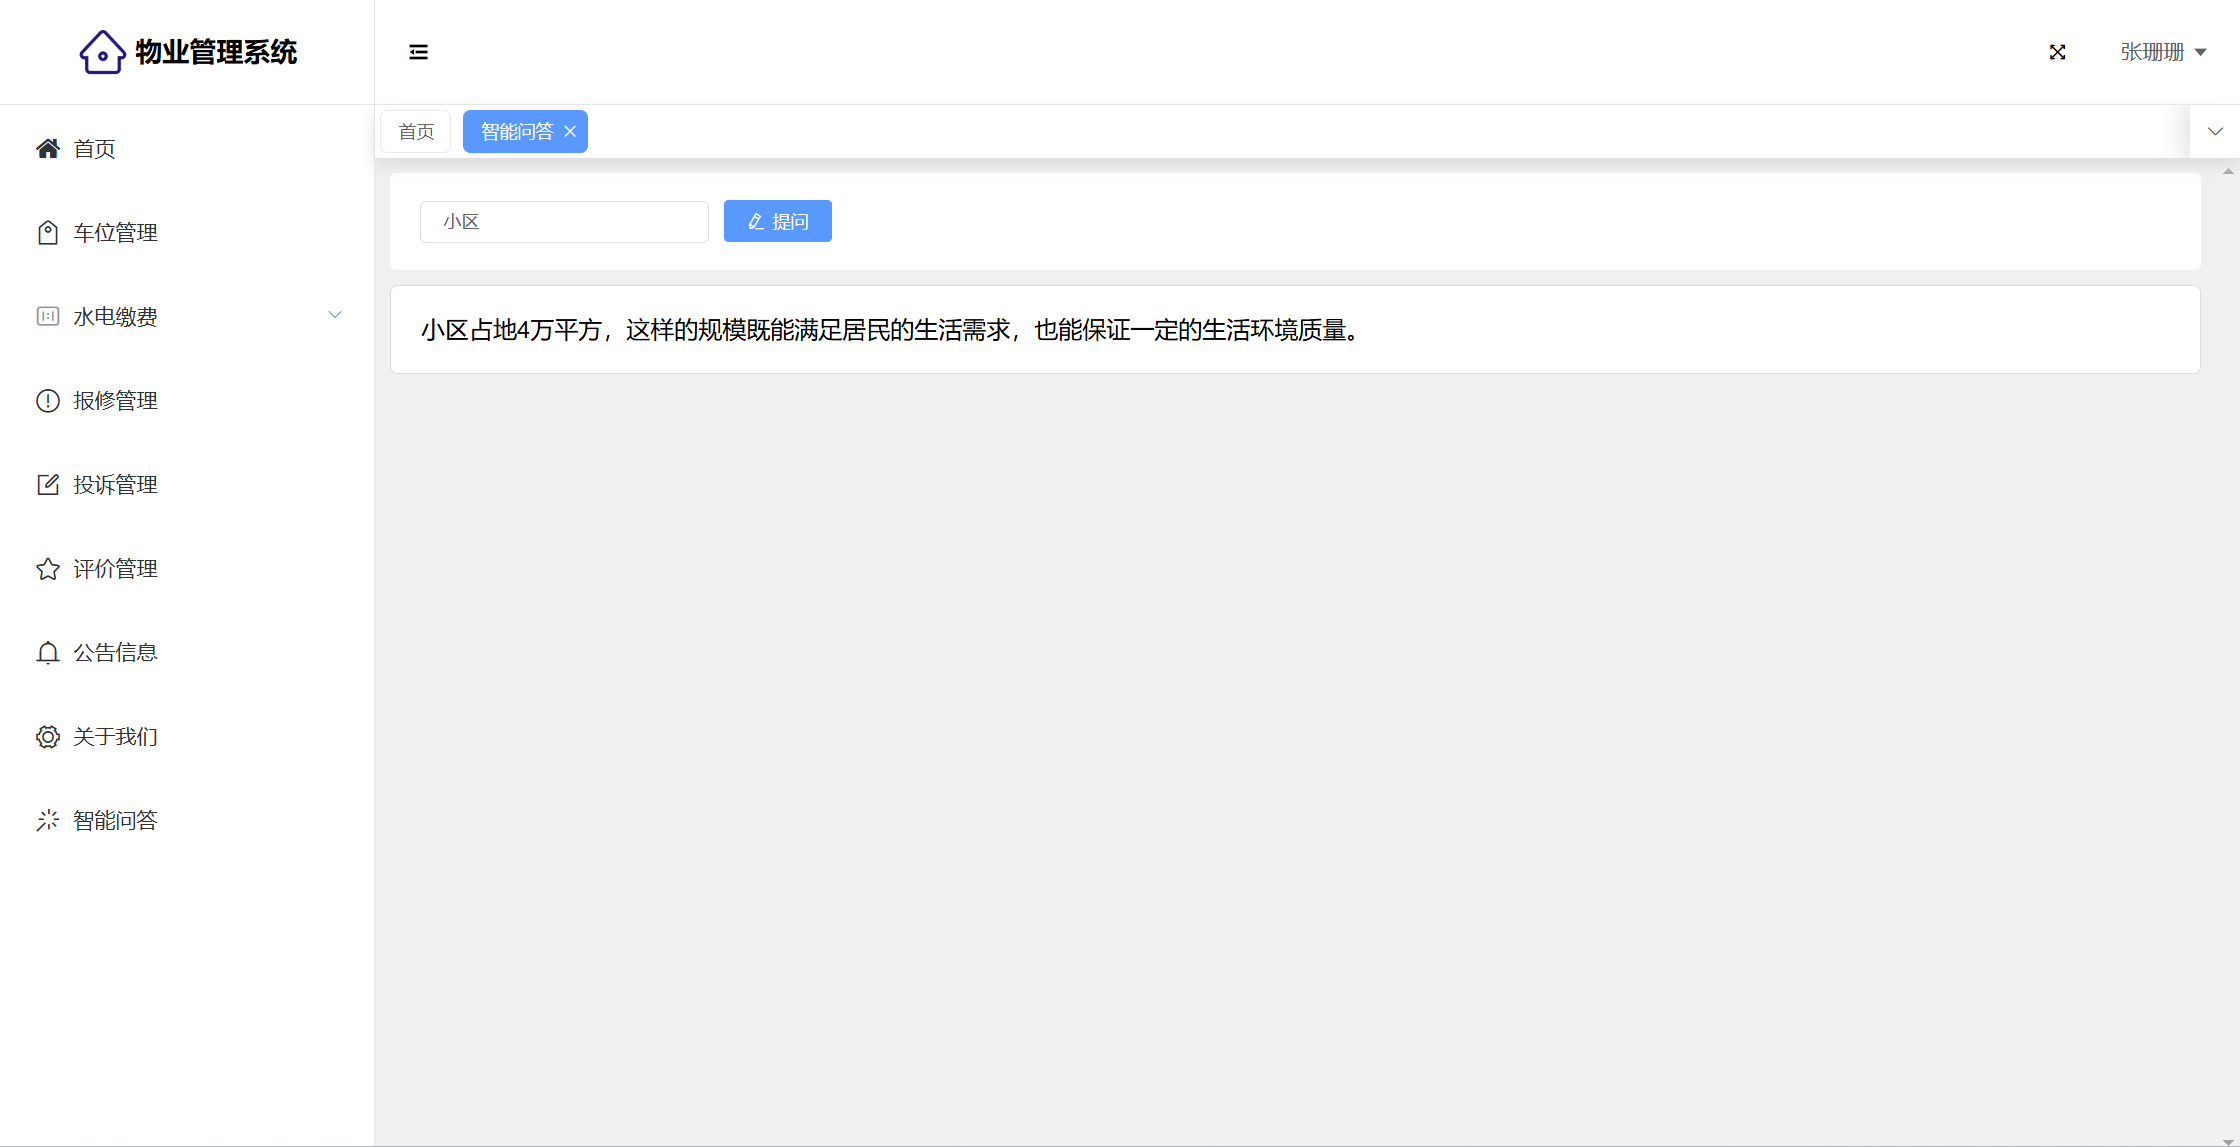 物业管理系统
张珊珊
首页
车位管理
水电缴费
报修管理
投诉管理
评价管理
公告信息
关于我们
智能问答
首页
智能问答
小区
提问
小区占地4万平方，这样的规模既能满足居民的生活需求，也能保证一定的生活环境质量。